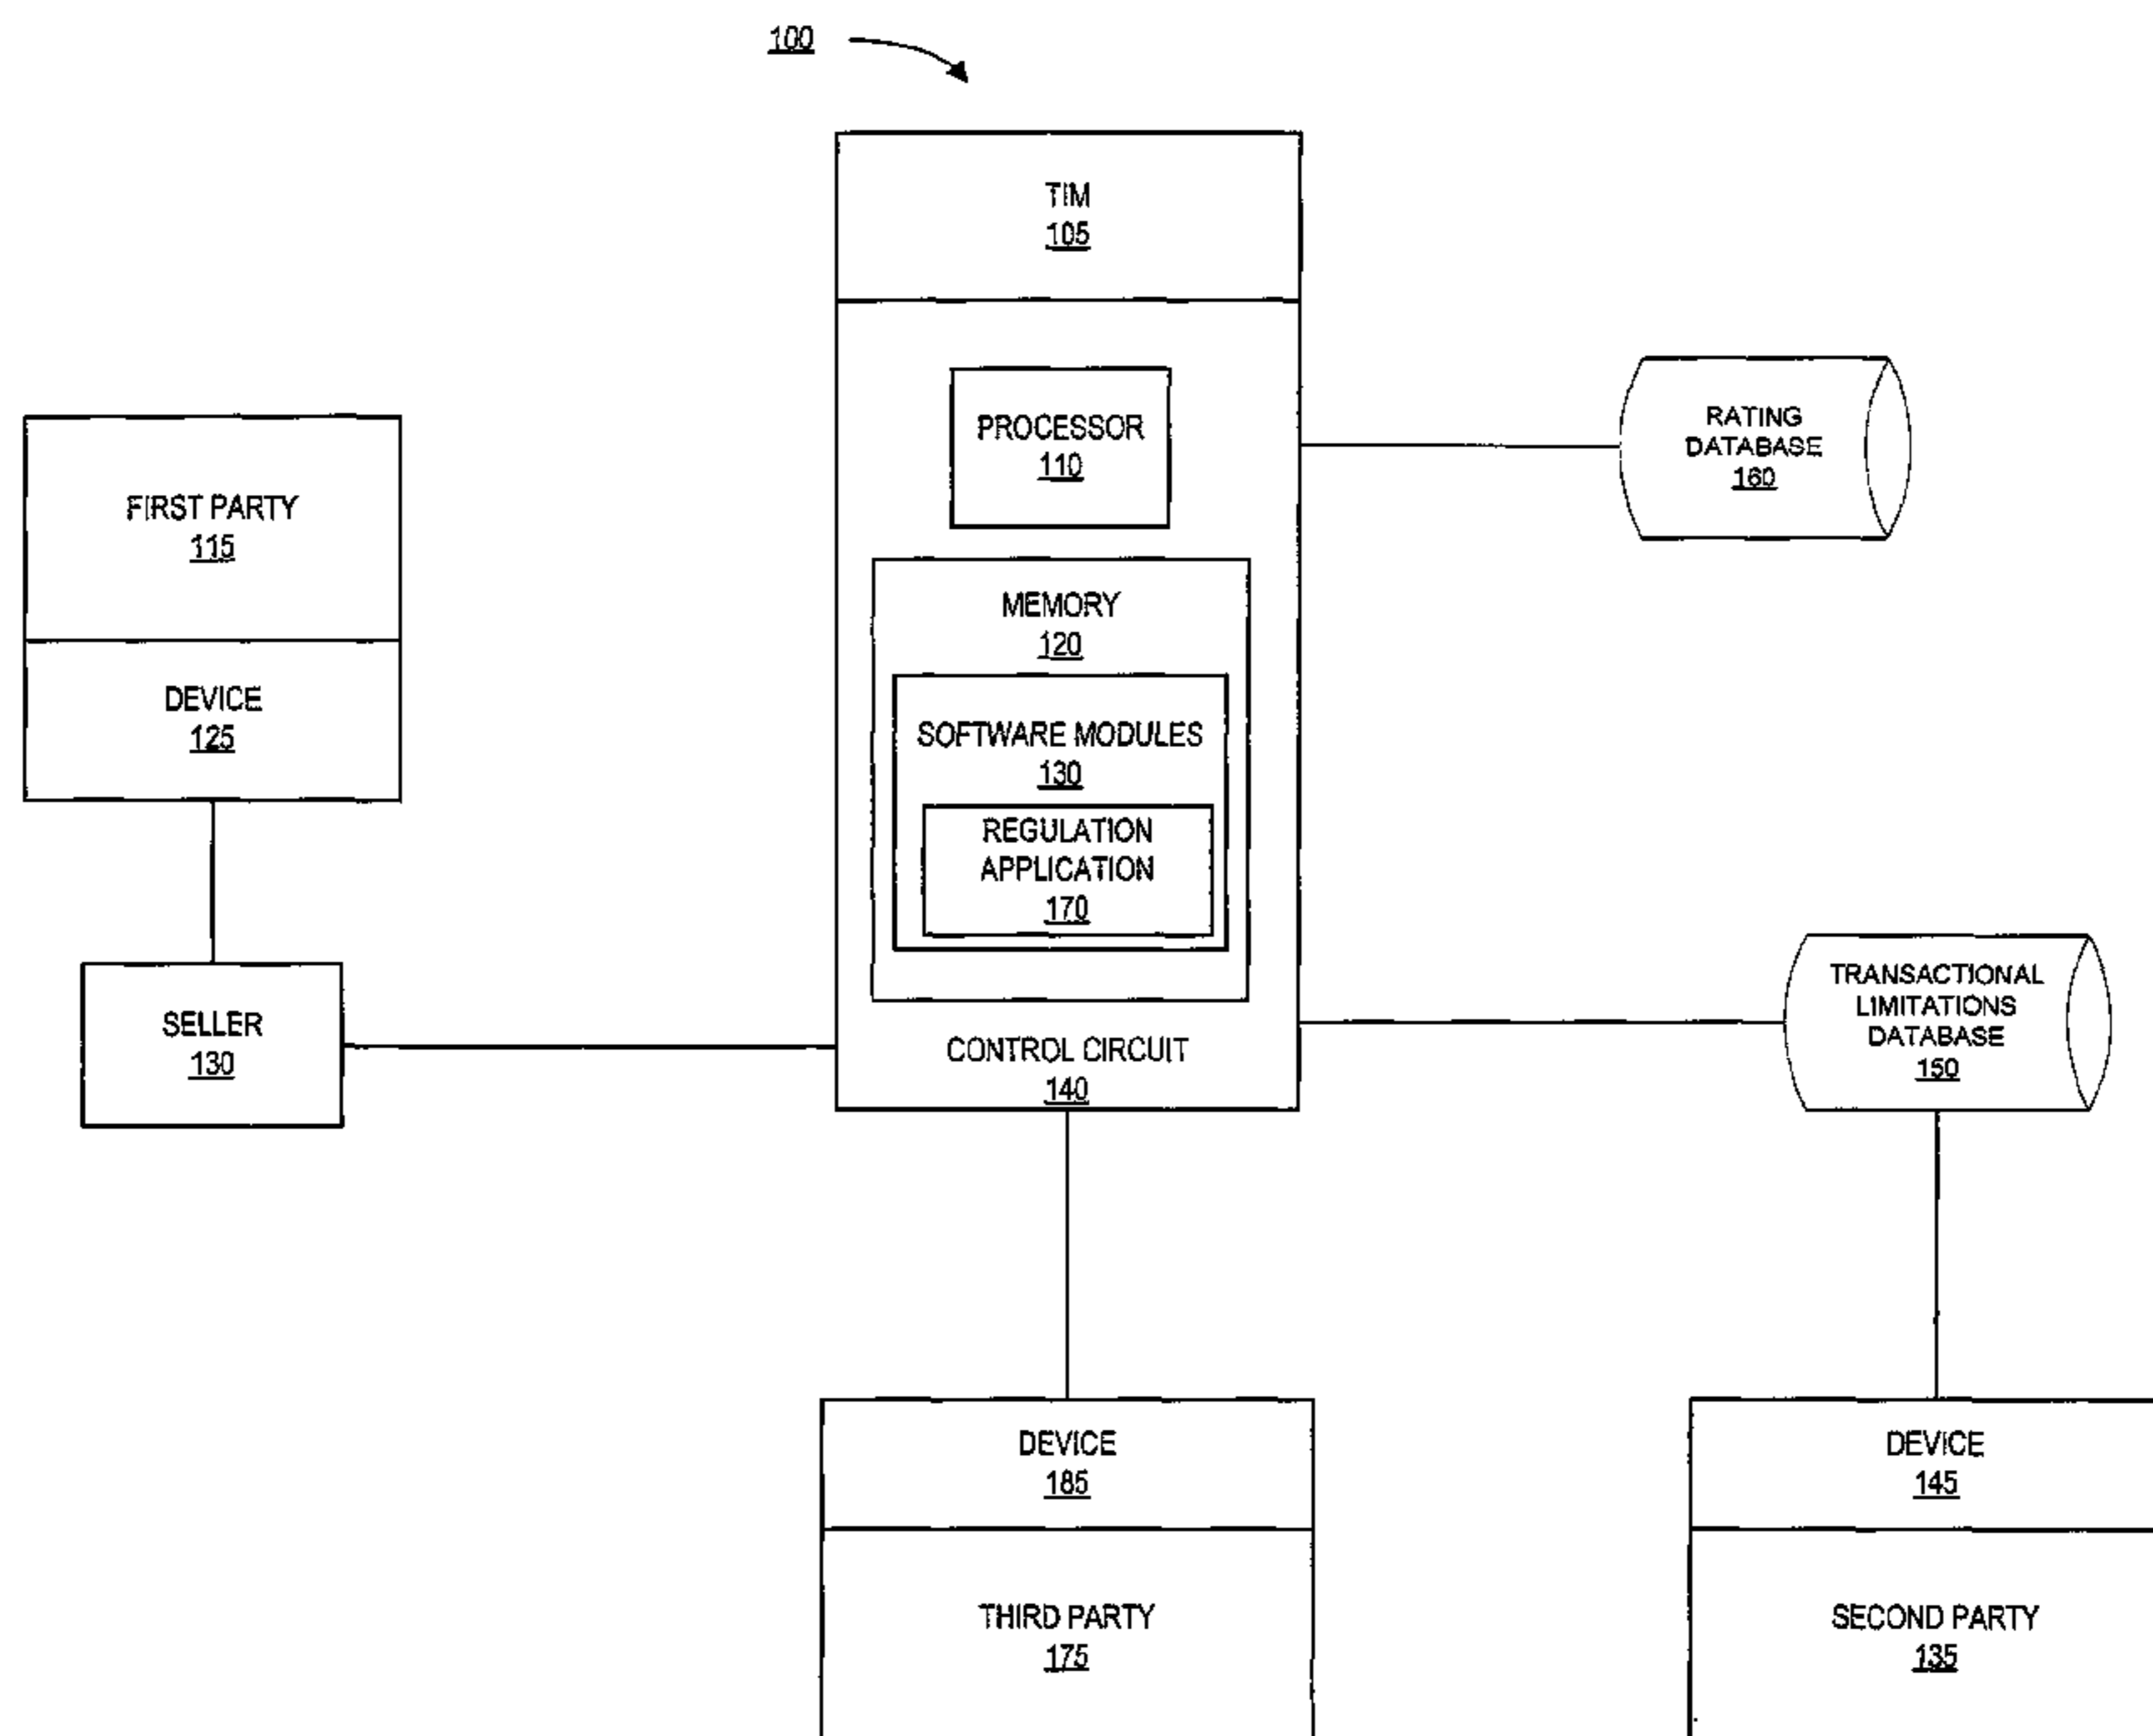 100
TIM
105
PROCESSOR
110
MEMORY
120
SOFTWARE MODULES
130
REGULATION
APPLICATION
170
CONTROL CIRCUIT
140
FIRST PARTY
115
DEVICE
125
SELLER
130
RATING
DATABASE
160
TRANSACTIONAL
LIMITATIONS
DATABASE
150
DEVICE
185
THIRD PARTY
175
DEVICE
145
SECOND PARTY
135